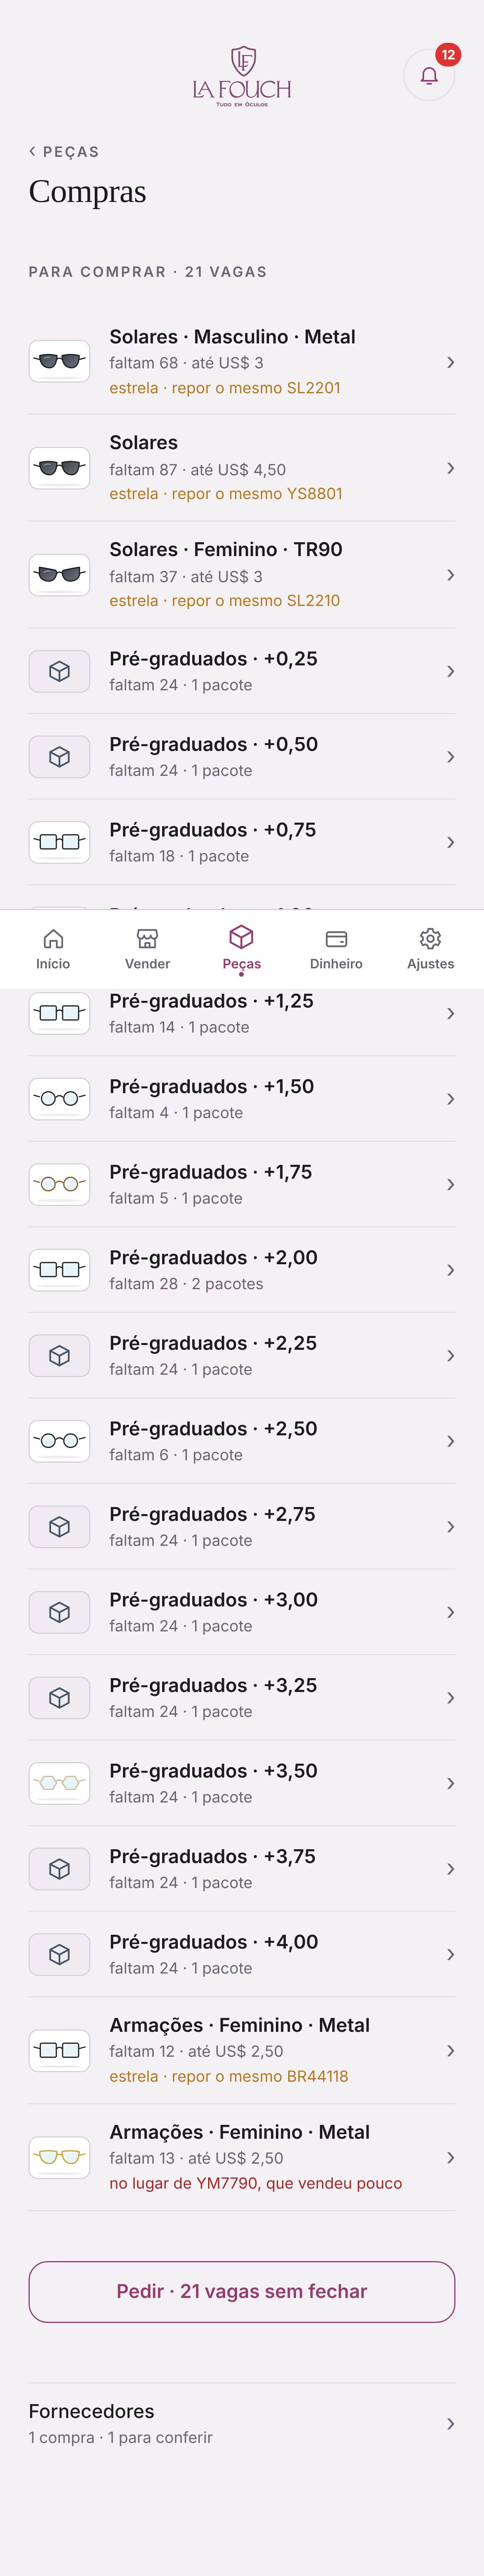 LF
LA FOUCH
TUDO EM ÓCULOS
12
PEÇAS
Compras
PARA COMPRAR · 21 VAGAS
Solares · Masculino · Metal
faltam 68 · até US$ 3
estrela · repor o mesmo SL2201
Solares
faltam 87 · até US$ 4,50
estrela · repor o mesmo YS8801
Solares · Feminino · TR90
faltam 37 · até US$ 3
estrela · repor o mesmo SL2210
Pré-graduados · +0,25
faltam 24 · 1 pacote
Pré-graduados · +0,50
faltam 24 · 1 pacote
Pré-graduados · +0,75
faltam 18 · 1 pacote
Início
Vender
Peças
Dinheiro
Ajustes
Pré-graduados · +1,25
faltam 14 · 1 pacote
Pré-graduados · +1,50
faltam 4 · 1 pacote
Pré-graduados · +1,75
faltam 5 · 1 pacote
Pré-graduados · +2,00
faltam 28 · 2 pacotes
Pré-graduados · +2,25
faltam 24 · 1 pacote
Pré-graduados · +2,50
faltam 6 · 1 pacote
Pré-graduados · +2,75
faltam 24 · 1 pacote
Pré-graduados · +3,00
faltam 24 · 1 pacote
Pré-graduados · +3,25
faltam 24 · 1 pacote
Pré-graduados · +3,50
faltam 24 · 1 pacote
Pré-graduados · +3,75
faltam 24 · 1 pacote
Pré-graduados · +4,00
faltam 24 · 1 pacote
Armações · Feminino · Metal
faltam 12 · até US$ 2,50
estrela · repor o mesmo BR44118
Armações · Feminino · Metal
faltam 13 · até US$ 2,50
no lugar de YM7790, que vendeu pouco
Pedir · 21 vagas sem fechar
Fornecedores
1 compra · 1 para conferir